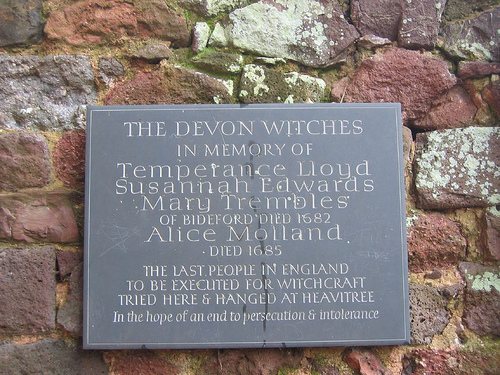 THE DEVON WITCHES
IN MEMORY OF
Temperance Lloyd
Susannah Edwards
Mary Trembles
OF BIDEFORD DIED 1682
Alice Molland
DIED 1685
THE LAST PEOPLE IN ENGLAND
TO BE EXECUTED FOR WITCHCRAFT
TRIED HERE & HANGED AT HEAVITREE
In the hope of an end to persecution & intolerance